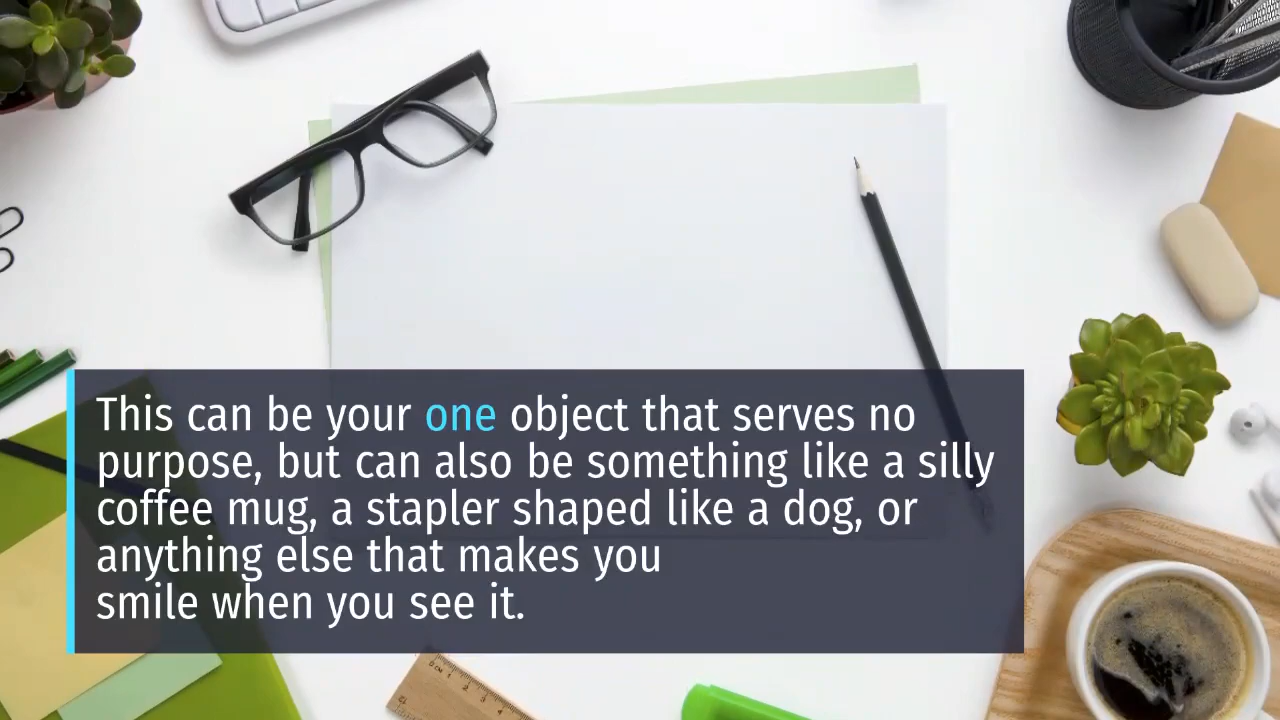 This can be your one object that serves no
purpose, but can also be something like a silly
coffee mug, a stapler shaped like a dog, or
anything else that makes you
smile when you see it.